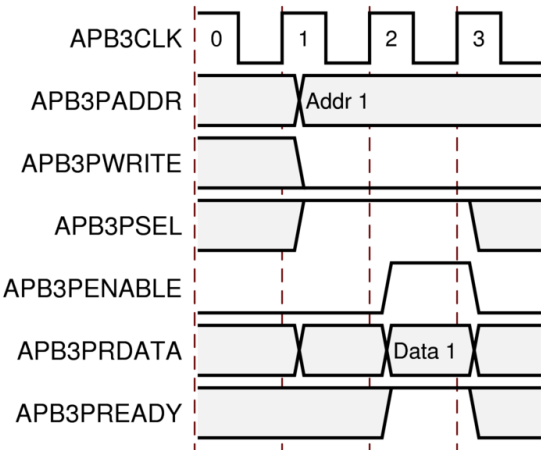 APB3CLK 0 1 2 3
APB3PADDR Addr 1
APB3PWRITE
APB3PSEL
APB3PENABLE
APB3PRDATA Data 1
APB3PREADY